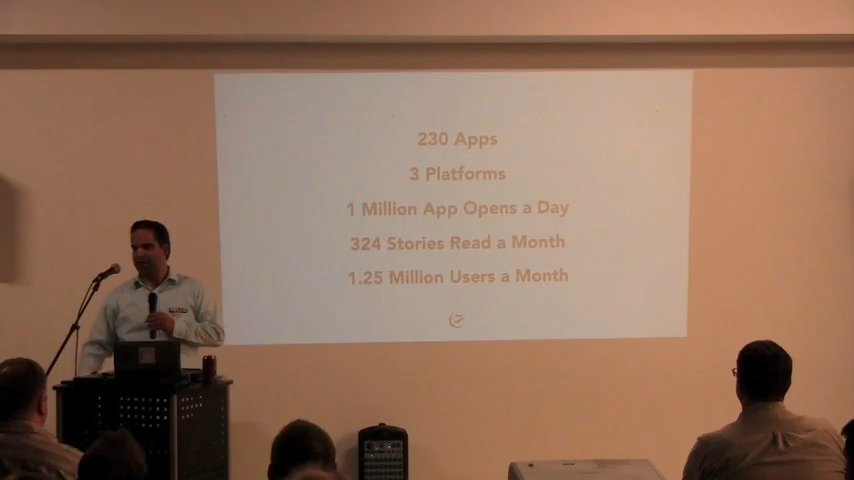 230 Apps
3 Platforms
1 Million App Opens a Day
324 Stories Read a Month
1.25 Million Users a Month